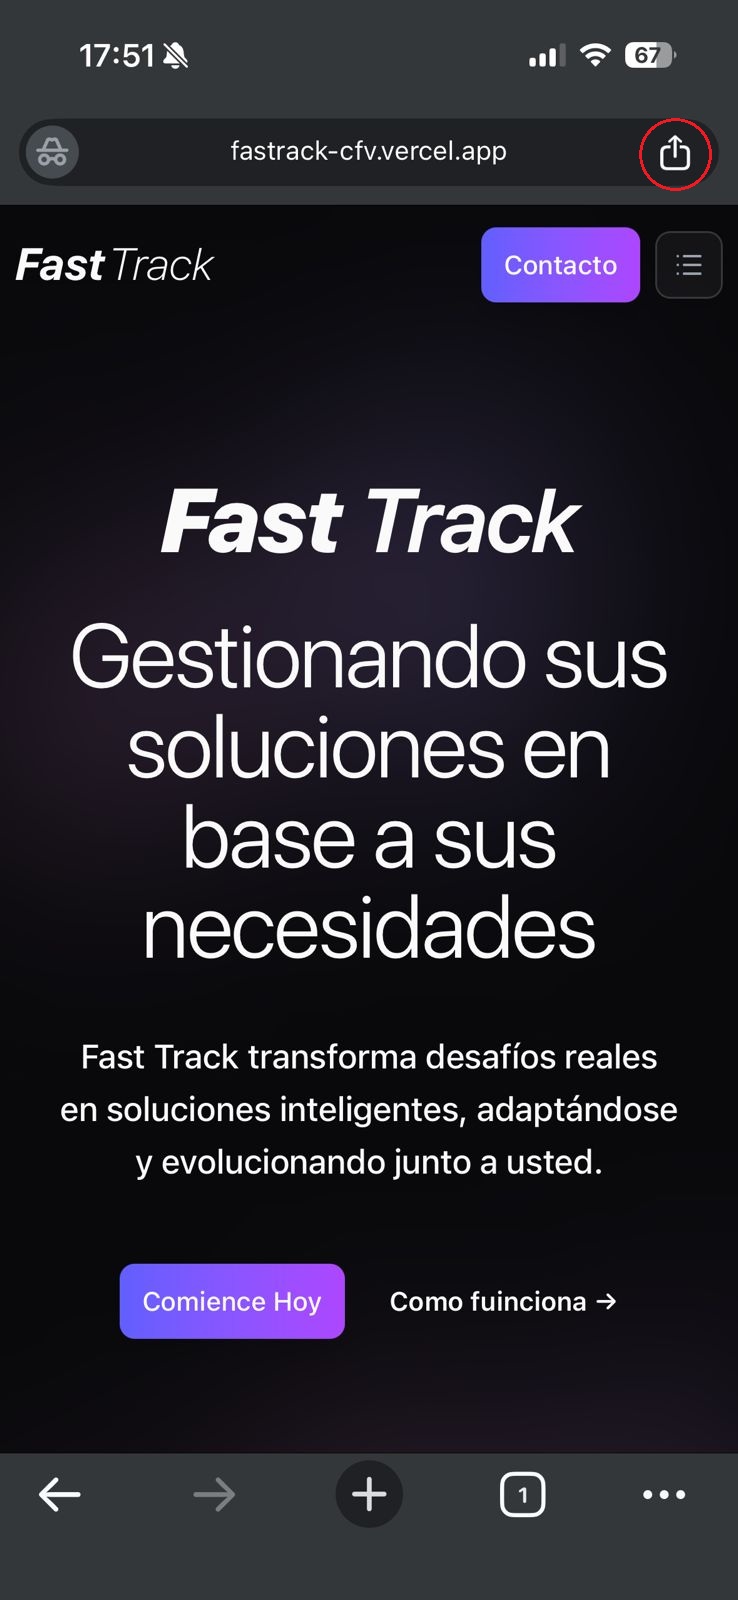 17:51
67
fastrack-cfv.vercel.app
Fast Track
Contacto
Fast Track
Gestionando sus
soluciones en
base a sus
necesidades
Fast Track transforma desafíos reales
en soluciones inteligentes, adaptándose
y evolucionando junto a usted.
Comience Hoy
Como fuinciona →
1